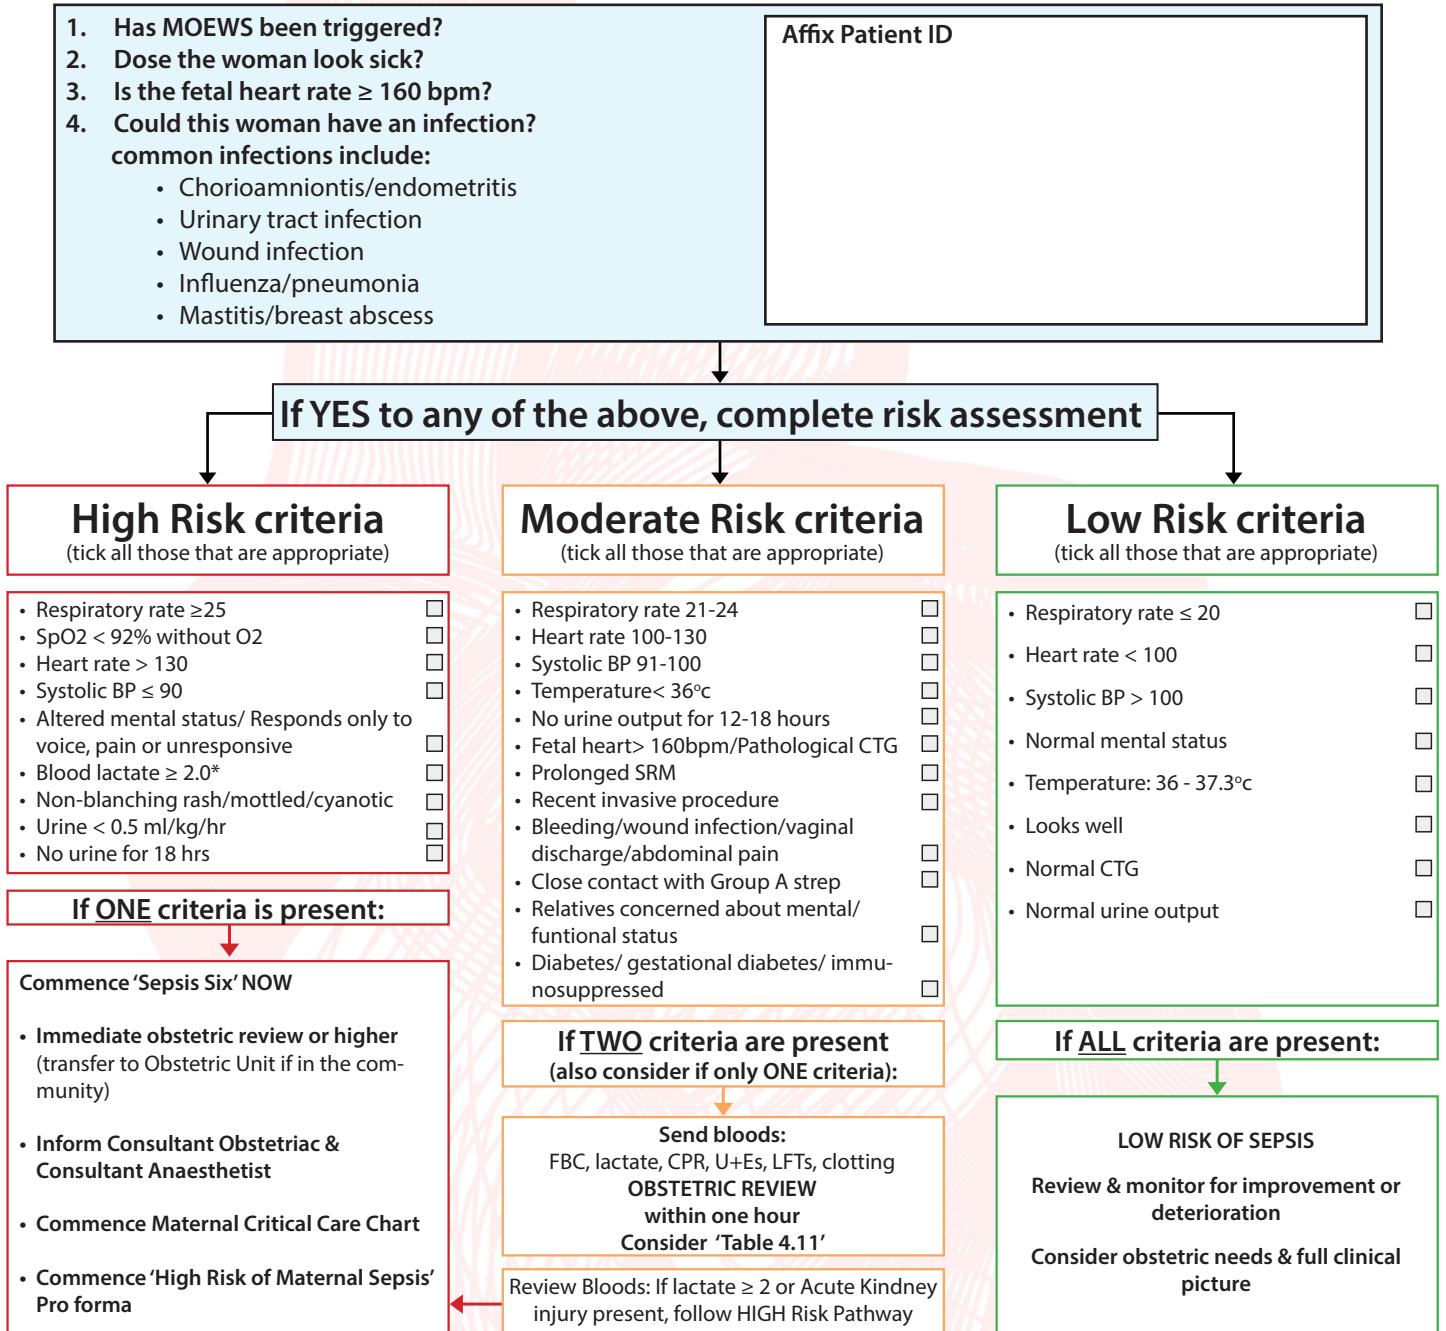 1. Has MOEWS been triggered?
2. Dose the woman look sick?
3. Is the fetal heart rate ≥ 160 bpm?
4. Could this woman have an infection?
common infections include:
• Chorioamniontis/endometritis
• Urinary tract infection
• Wound infection
• Influenza/pneumonia
• Mastitis/breast abscess
Affix Patient ID
If YES to any of the above, complete risk assessment
High Risk criteria
(tick all those that are appropriate)
• Respiratory rate ≥25
• SpO2 < 92% without O2
• Heart rate > 130
• Systolic BP ≤ 90
• Altered mental status/ Responds only to
voice, pain or unresponsive
• Blood lactate ≥ 2.0*
• Non-blanching rash/mottled/cyanotic
• Urine < 0.5 ml/kg/hr
• No urine for 18 hrs
If ONE criteria is present:
Commence ‘Sepsis Six’ NOW
• Immediate obstetric review or higher
(transfer to Obstetric Unit if in the com-
munity)
• Inform Consultant Obstetriac &
Consultant Anaesthetist
• Commence Maternal Critical Care Chart
• Commence ‘High Risk of Maternal Sepsis’
Pro forma
Moderate Risk criteria
(tick all those that are appropriate)
• Respiratory rate 21-24
• Heart rate 100-130
• Systolic BP 91-100
• Temperature< 36°c
• No urine output for 12-18 hours
• Fetal heart> 160bpm/Pathological CTG
• Prolonged SRM
• Recent invasive procedure
• Bleeding/wound infection/vaginal
discharge/abdominal pain
• Close contact with Group A strep
• Relatives concerned about mental/
funtional status
• Diabetes/ gestational diabetes/ immu-
nosuppressed
If TWO criteria are present
(also consider if only ONE criteria):
Send bloods:
FBC, lactate, CPR, U+Es, LFTs, clotting
OBSTETRIC REVIEW
within one hour
Consider ‘Table 4.11’
Review Bloods: If lactate ≥ 2 or Acute Kindney
injury present, follow HIGH Risk Pathway
Low Risk criteria
(tick all those that are appropriate)
• Respiratory rate ≤ 20
• Heart rate < 100
• Systolic BP > 100
• Normal mental status
• Temperature: 36 - 37.3°c
• Looks well
• Normal CTG
• Normal urine output
If ALL criteria are present:
LOW RISK OF SEPSIS
Review & monitor for improvement or
deterioration
Consider obstetric needs & full clinical
picture